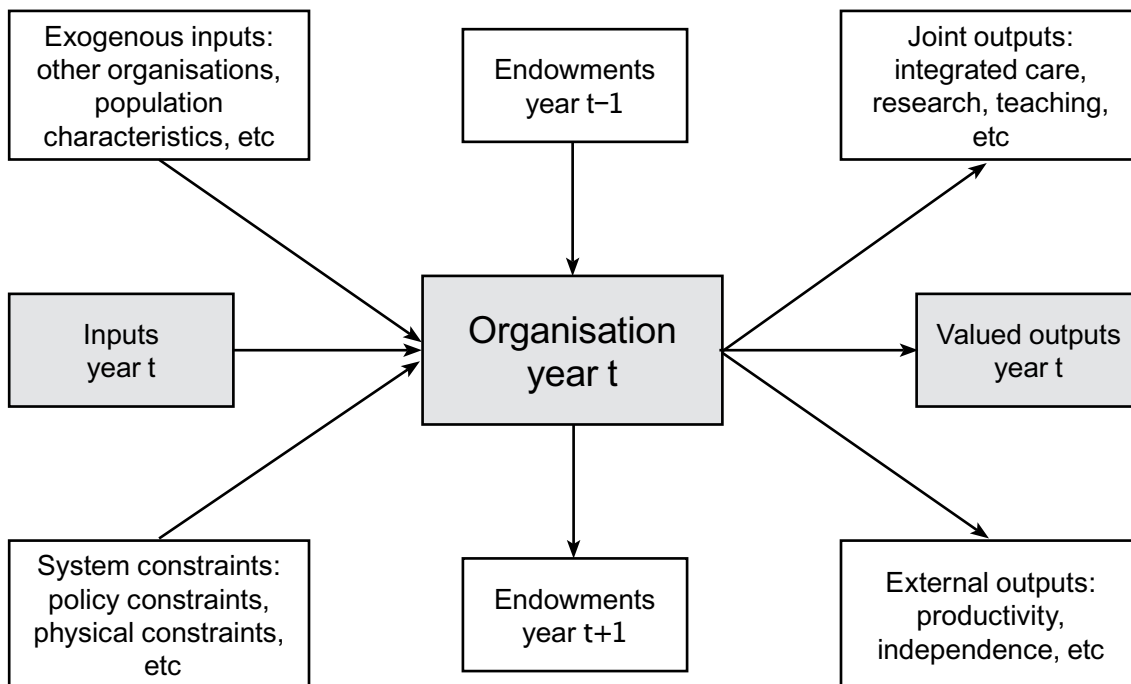 Exogenous inputs:
other organisations,
population
characteristics, etc
Endowments
year t−1
Joint outputs:
integrated care,
research, teaching,
etc
Inputs
year t
Organisation
year t
Valued outputs
year t
System constraints:
policy constraints,
physical constraints,
etc
Endowments
year t+1
External outputs:
productivity,
independence, etc